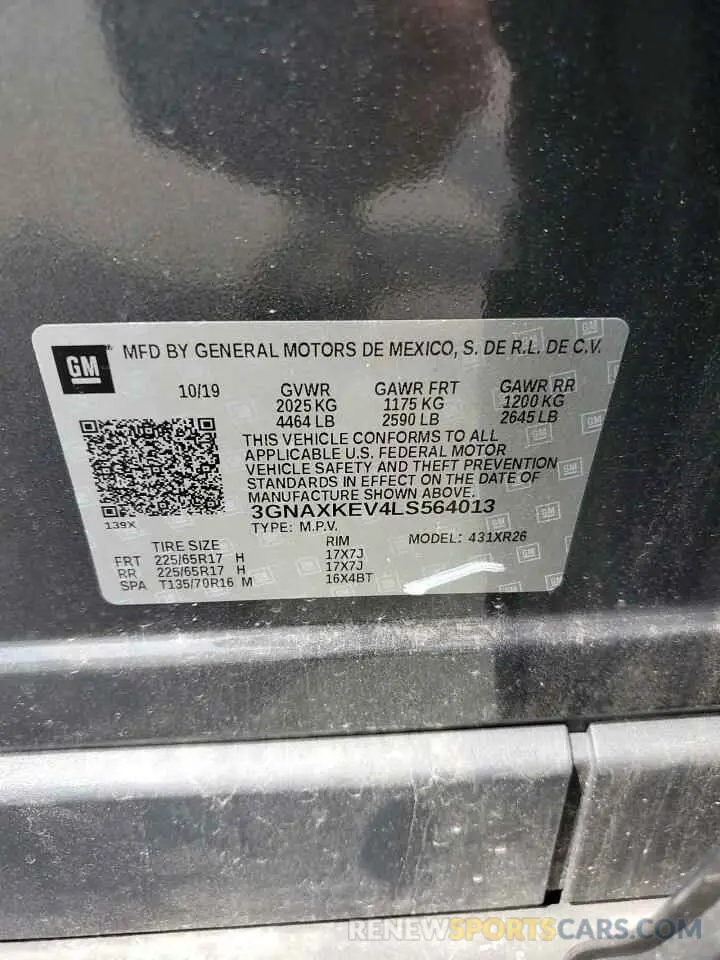 GM
MFD BY GENERAL MOTORS DE MEXICO, S. DE R.L. DE C.V.
10/19 GVWR GAWR FRT GAWR RR
2025 KG 1175 KG 1200 KG
4464 LB 2590 LB 2645 LB
THIS VEHICLE CONFORMS TO ALL
APPLICABLE U.S. FEDERAL MOTOR
VEHICLE SAFETY AND THEFT PREVENTION
STANDARDS IN EFFECT ON THE DATE OF
MANUFACTURE SHOWN ABOVE.
3GNAXKEV4LS564013
139X
TYPE: M.P.V.
TIRE SIZE RIM MODEL: 431XR26
FRT 225/65R17 H 17X7J
RR 225/65R17 H 17X7J
SPA T135/70R16 M 16X4BT
RENEWSPORTSCARS.COM